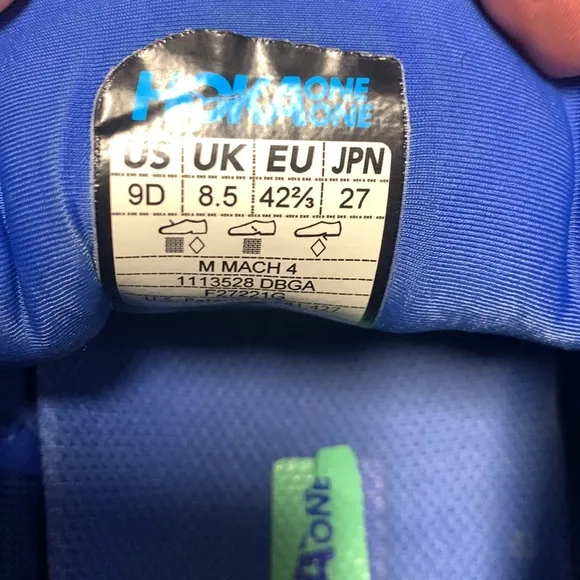 HOKA ONE ONE
US UK EU JPN
9D 8.5 42⅔ 27
M MACH 4
1113528 DBGA
F27221G
U.S.
ONE